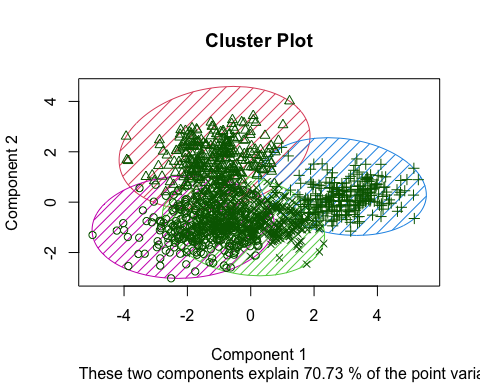 Cluster Plot
Component 2
4
2
0
-2
-4 -2 0 2 4
Component 1
These two components explain 70.73 % of the point varia